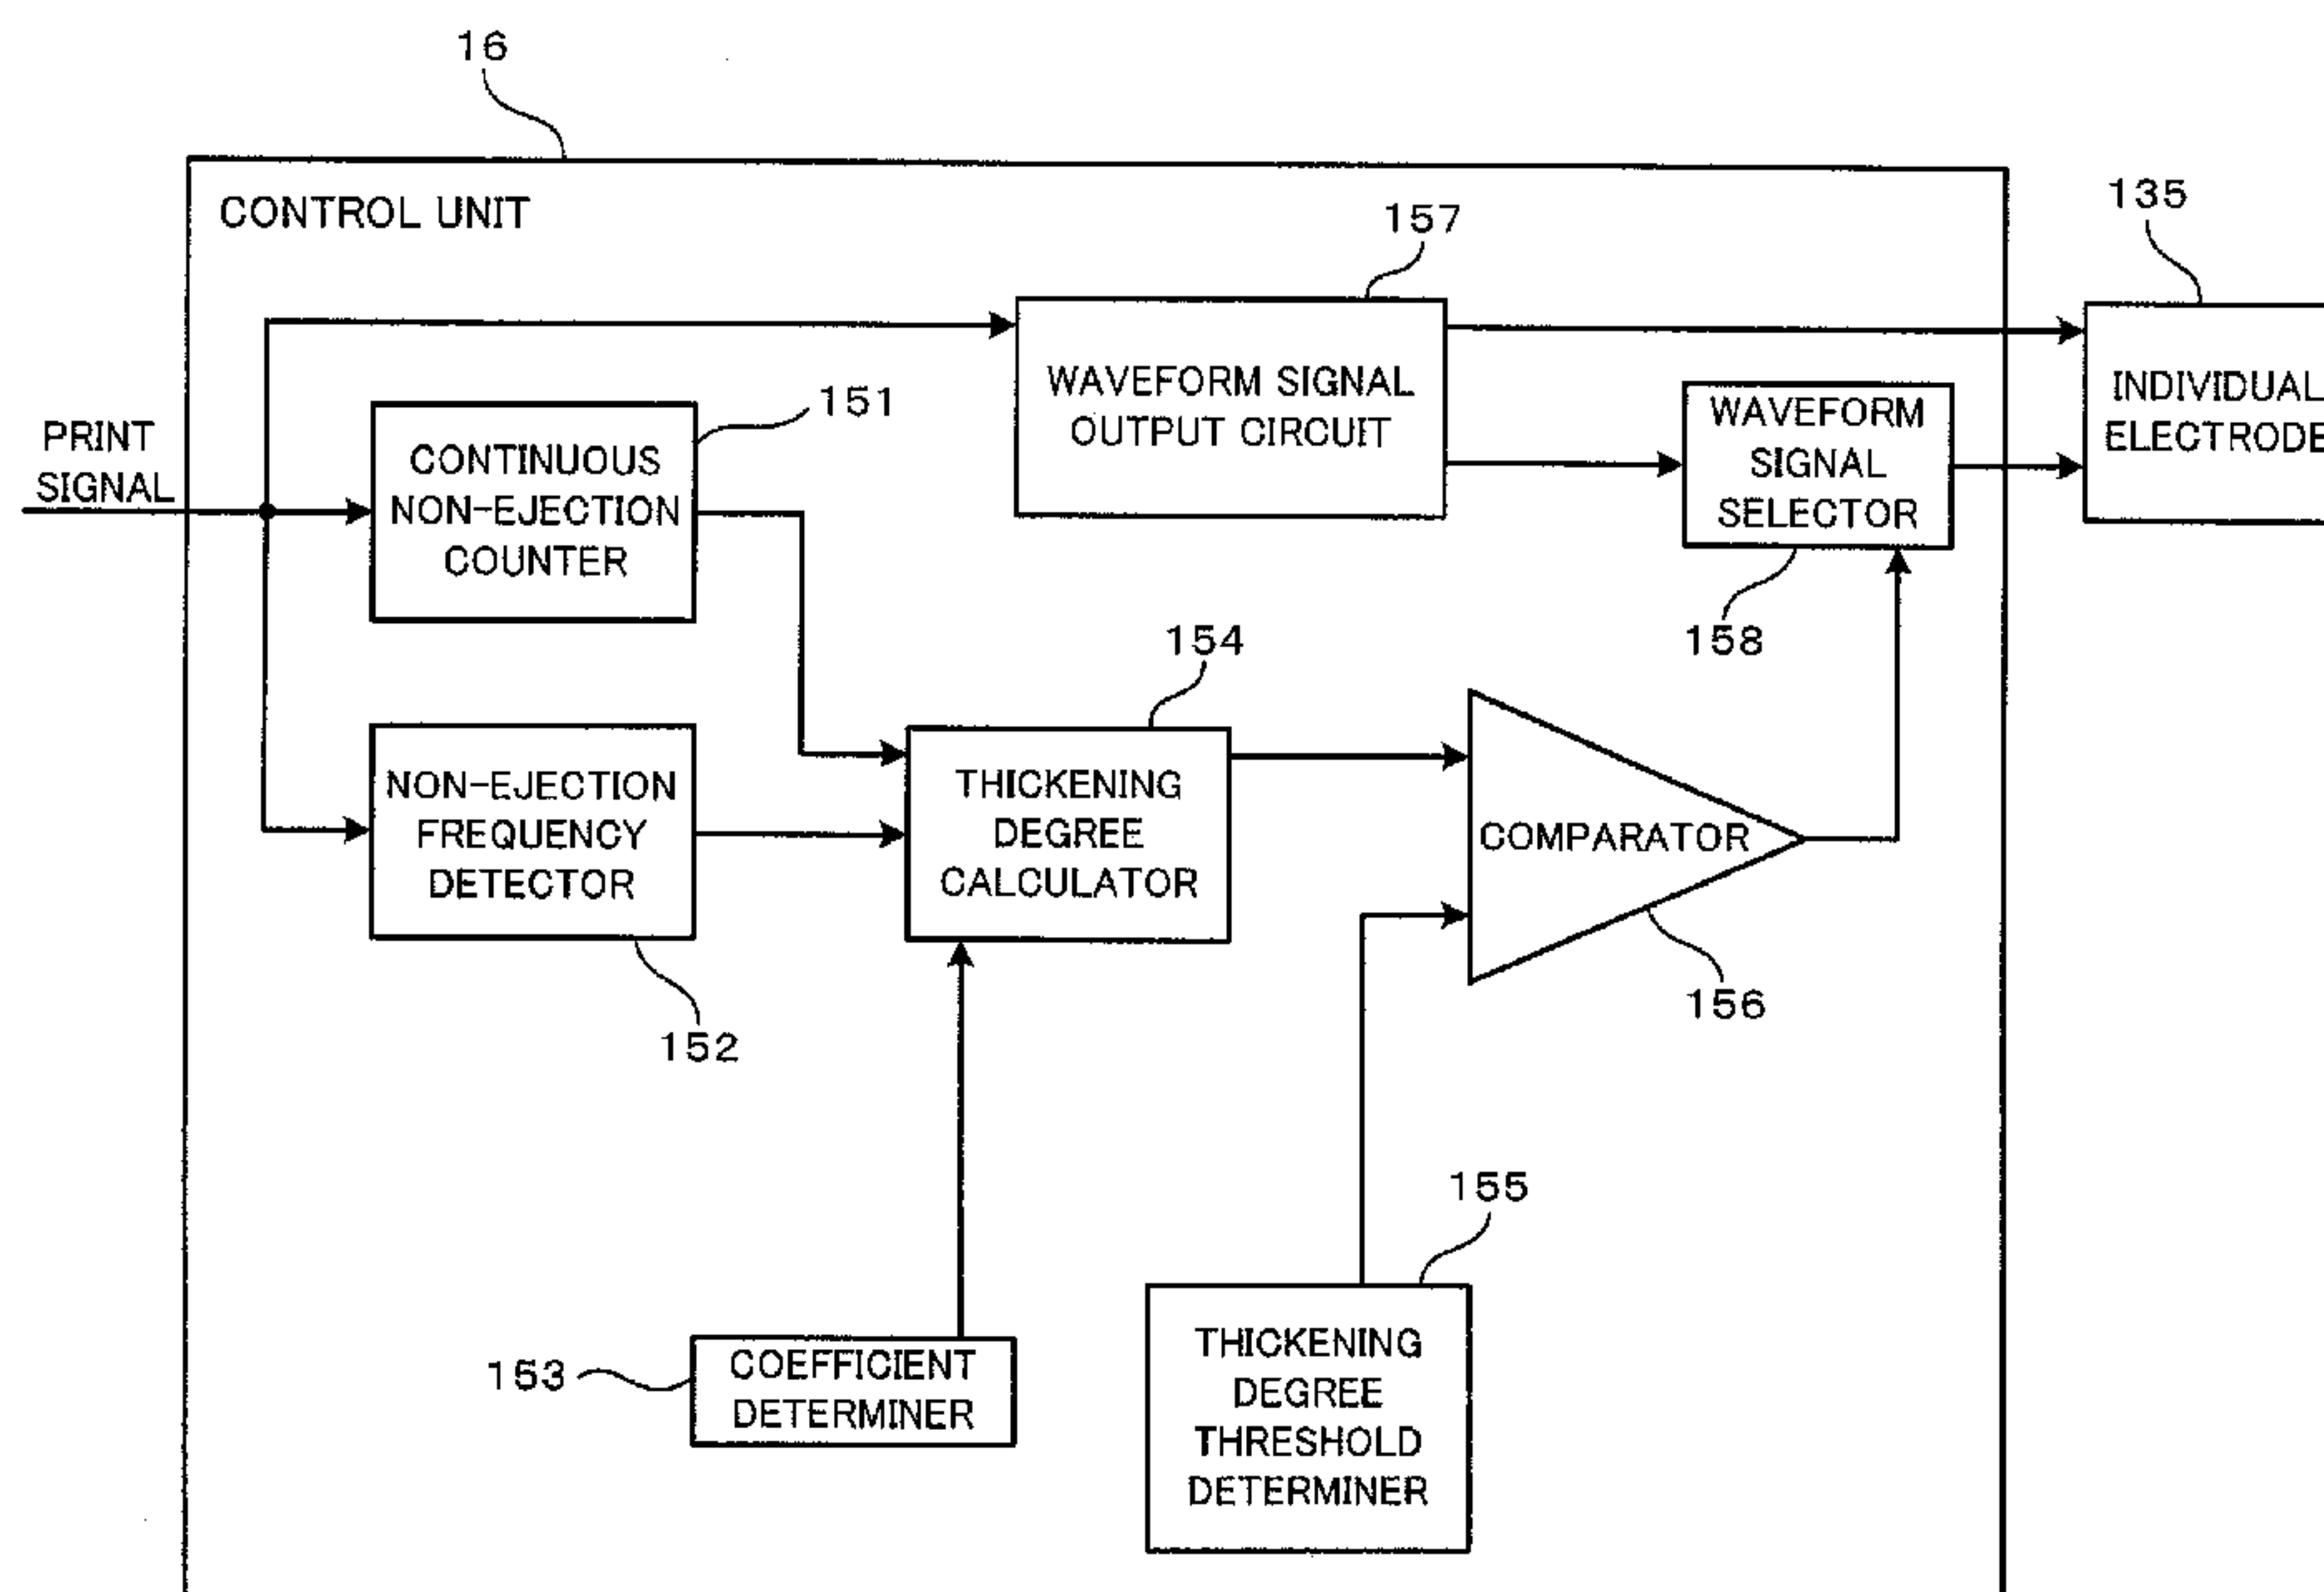 16
CONTROL UNIT
157
135
PRINT
SIGNAL
151
CONTINUOUS
NON-EJECTION
COUNTER
WAVEFORM SIGNAL
OUTPUT CIRCUIT
WAVEFORM
SIGNAL
SELECTOR
INDIVIDUAL
ELECTRODE
158
154
NON-EJECTION
FREQUENCY
DETECTOR
152
THICKENING
DEGREE
CALCULATOR
COMPARATOR
156
155
153
COEFFICIENT
DETERMINER
THICKENING
DEGREE
THRESHOLD
DETERMINER